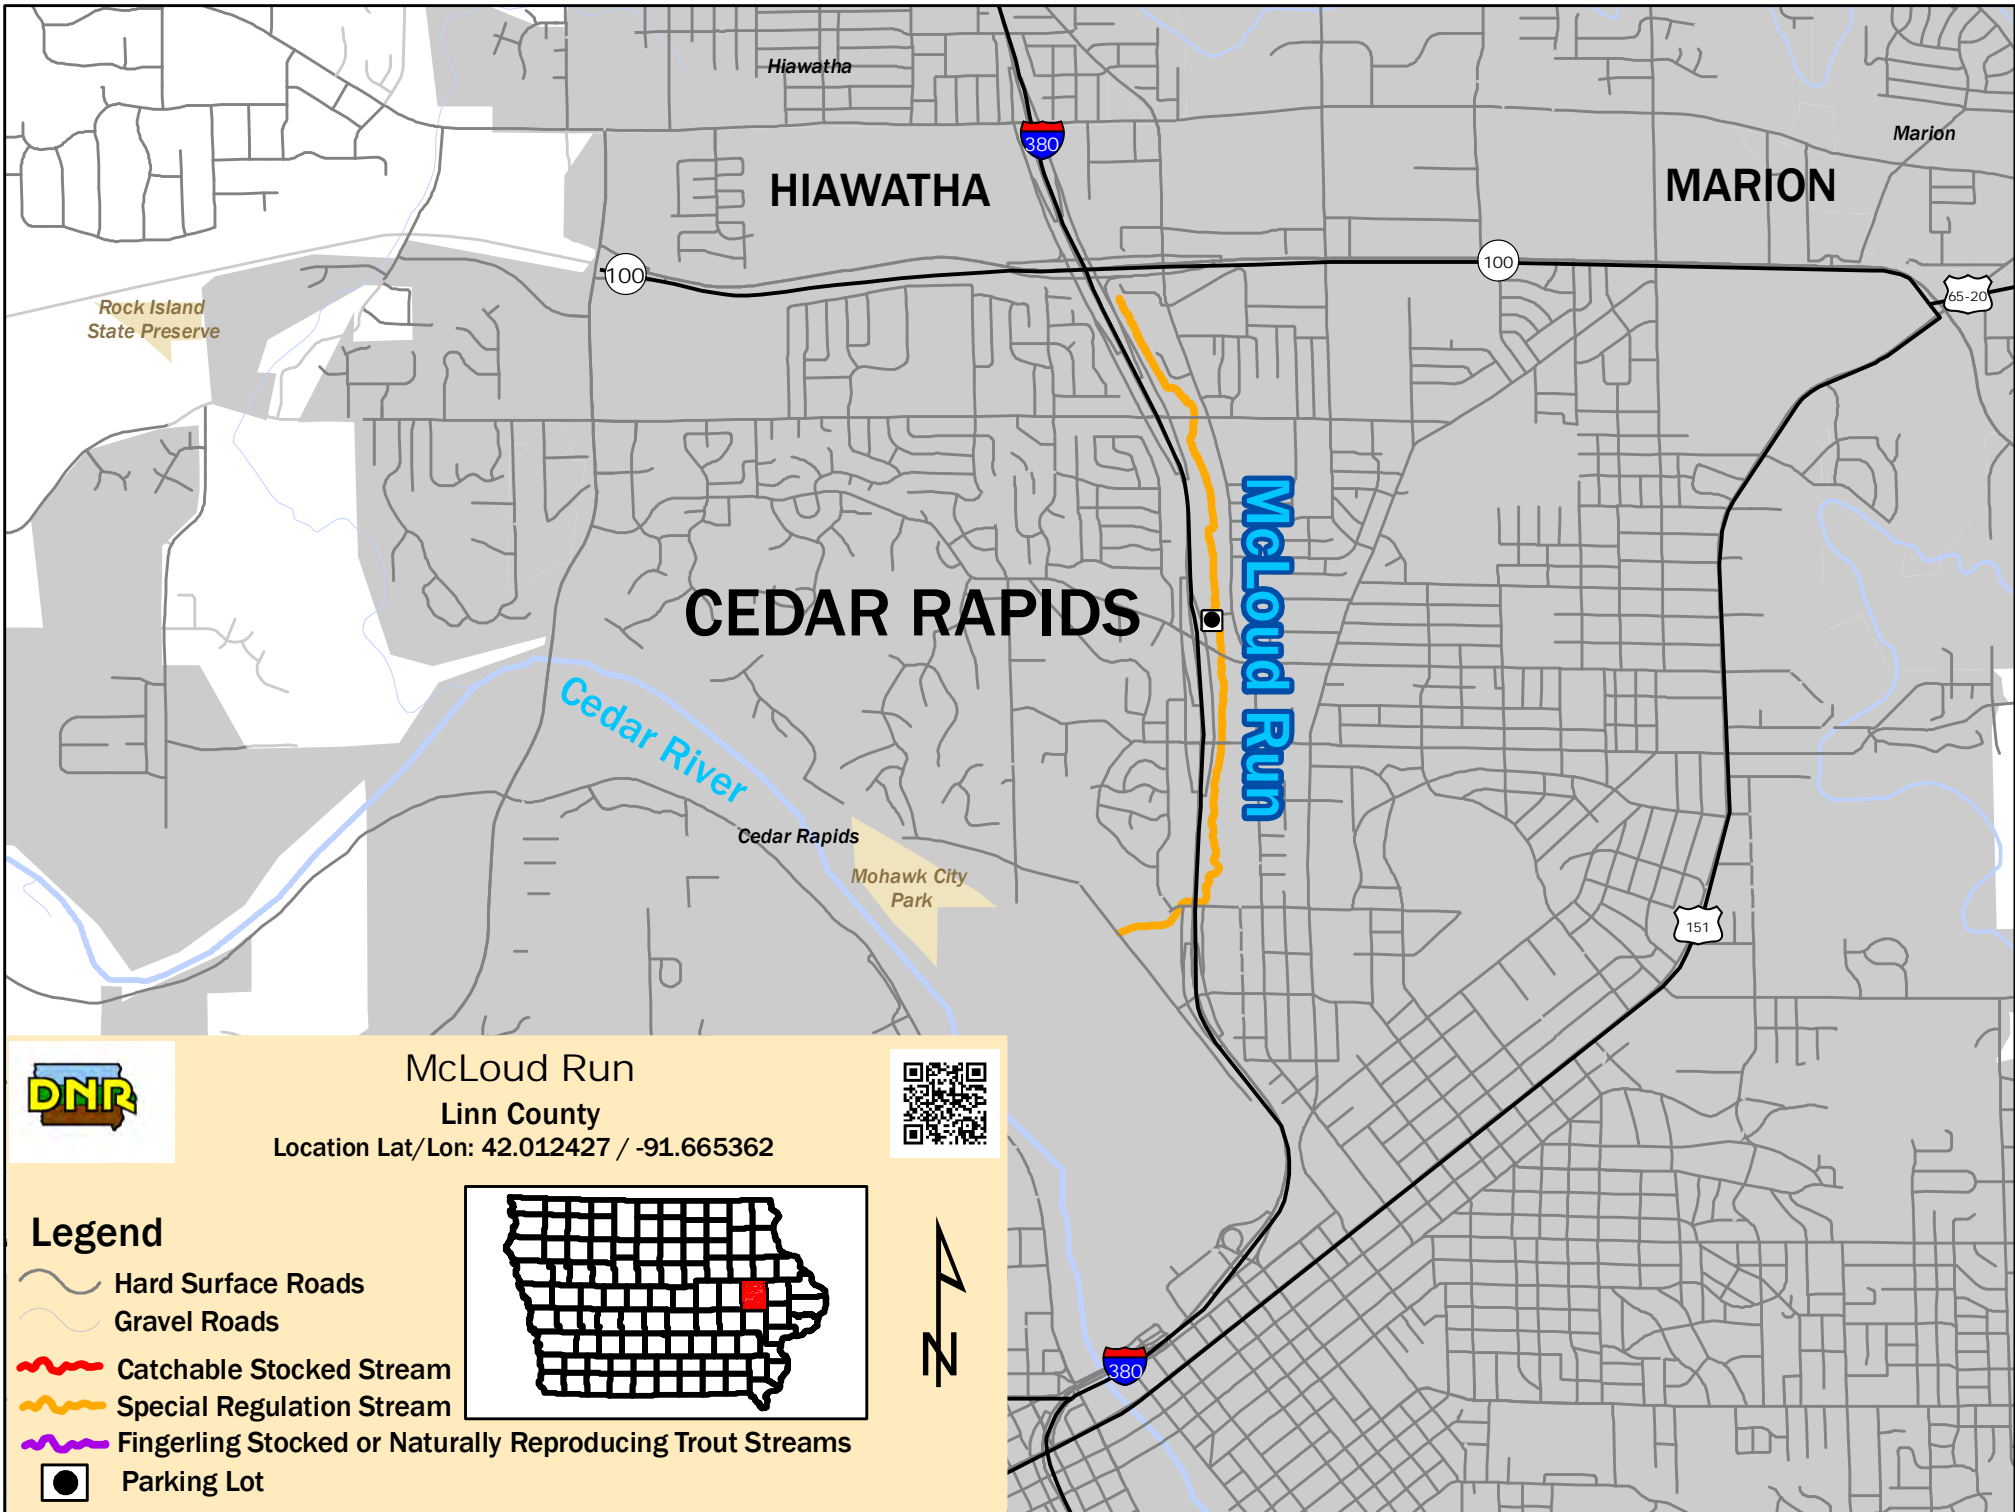 Hiawatha
380
Marion
HIAWATHA
MARION
100
100
65-20
Rock Island
State Preserve
McLoud Run
CEDAR RAPIDS
Cedar River
Cedar Rapids
Mohawk City
Park
151
DNR
McLoud Run
Linn County
Location Lat/Lon: 42.012427 / -91.665362
Legend
Hard Surface Roads
Gravel Roads
Catchable Stocked Stream
Special Regulation Stream
Fingerling Stocked or Naturally Reproducing Trout Streams
Parking Lot
N
380